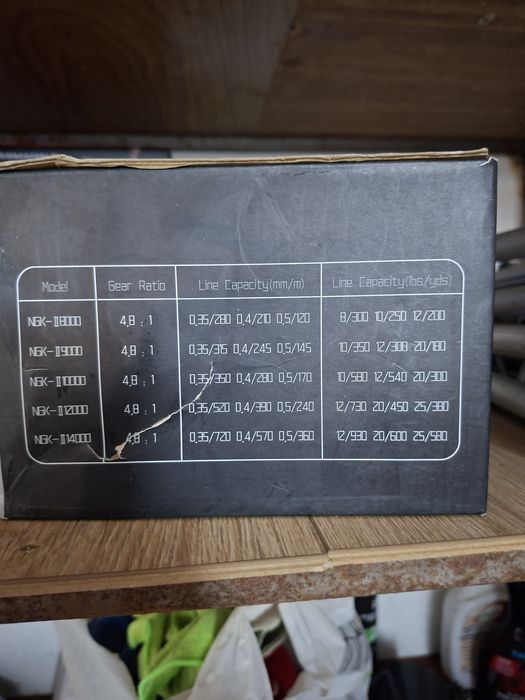 Model Gear Ratio Line Capacity(mm/m) Line Capacity(lbs/yds)
NGK-II8000 4,8 : 1 0,35/280 0,4/210 0,5/120 8/300 10/250 12/200
NGK-II9000 4,8 : 1 0,35/315 0,4/245 0,5/145 10/350 12/308 20/180
NGK-II10000 4,8 : 1 0,35/350 0,4/280 0,5/170 10/580 12/540 20/300
NGK-II12000 4,8 : 1 0,35/520 0,4/390 0,5/240 12/730 20/450 25/380
NGK-II14000 4,8 : 1 0,35/720 0,4/570 0,5/360 12/930 20/600 25/580